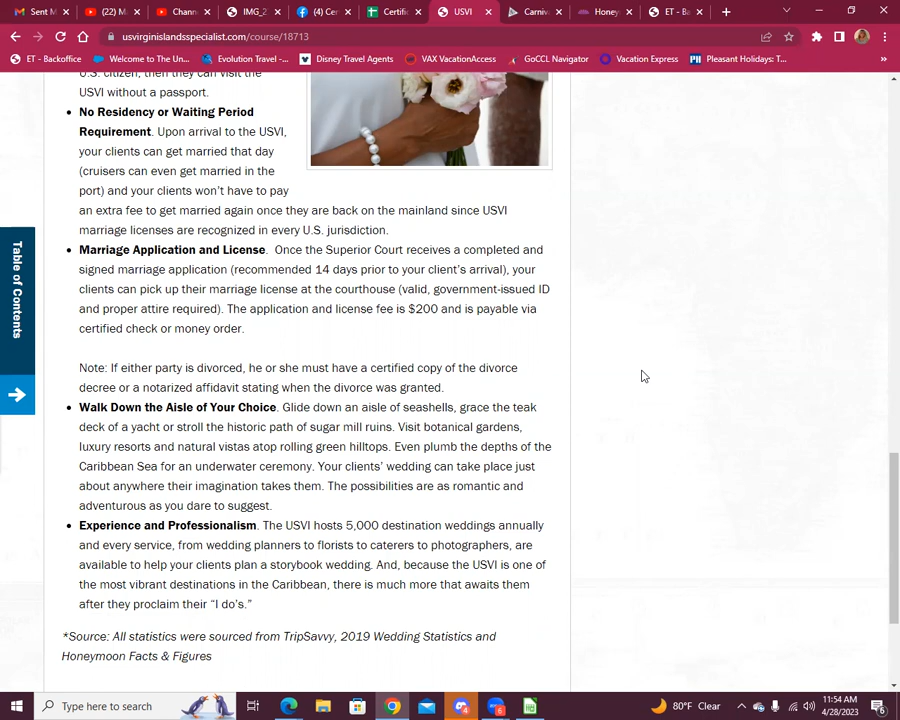 Sent M
(22) M
Chann
IMG_2
(4) Cer
Certific
USVI
Carniv
Honey
ET - Ba
usvirginislandsspecialist.com/course/18713
ET - Backoffice
Welcome to The Un...
Evolution Travel -...
Disney Travel Agents
VAX VacationAccess
GoCCL Navigator
Vacation Express
Pleasant Holidays: T...
»
U.S. citizen, then they can visit the
USVI without a passport.
• No Residency or Waiting Period
Requirement. Upon arrival to the USVI,
your clients can get married that day
(cruisers can even get married in the
port) and your clients won't have to pay
an extra fee to get married again once they are back on the mainland since USVI
marriage licenses are recognized in every U.S. jurisdiction.
• Marriage Application and License.  Once the Superior Court receives a completed and
signed marriage application (recommended 14 days prior to your client's arrival), your
clients can pick up their marriage license at the courthouse (valid, government-issued ID
and proper attire required). The application and license fee is $200 and is payable via
certified check or money order.
Note: If either party is divorced, he or she must have a certified copy of the divorce
decree or a notarized affidavit stating when the divorce was granted.
• Walk Down the Aisle of Your Choice. Glide down an aisle of seashells, grace the teak
deck of a yacht or stroll the historic path of sugar mill ruins. Visit botanical gardens,
luxury resorts and natural vistas atop rolling green hilltops. Even plumb the depths of the
Caribbean Sea for an underwater ceremony. Your clients' wedding can take place just
about anywhere their imagination takes them. The possibilities are as romantic and
adventurous as you dare to suggest.
• Experience and Professionalism. The USVI hosts 5,000 destination weddings annually
and every service, from wedding planners to florists to caterers to photographers, are
available to help your clients plan a storybook wedding. And, because the USVI is one of
the most vibrant destinations in the Caribbean, there is much more that awaits them
after they proclaim their “I do's.”
*Source: All statistics were sourced from TripSavvy, 2019 Wedding Statistics and
Honeymoon Facts & Figures
Table of Contents
Type here to search
80°F Clear
11:54 AM
4/28/2023